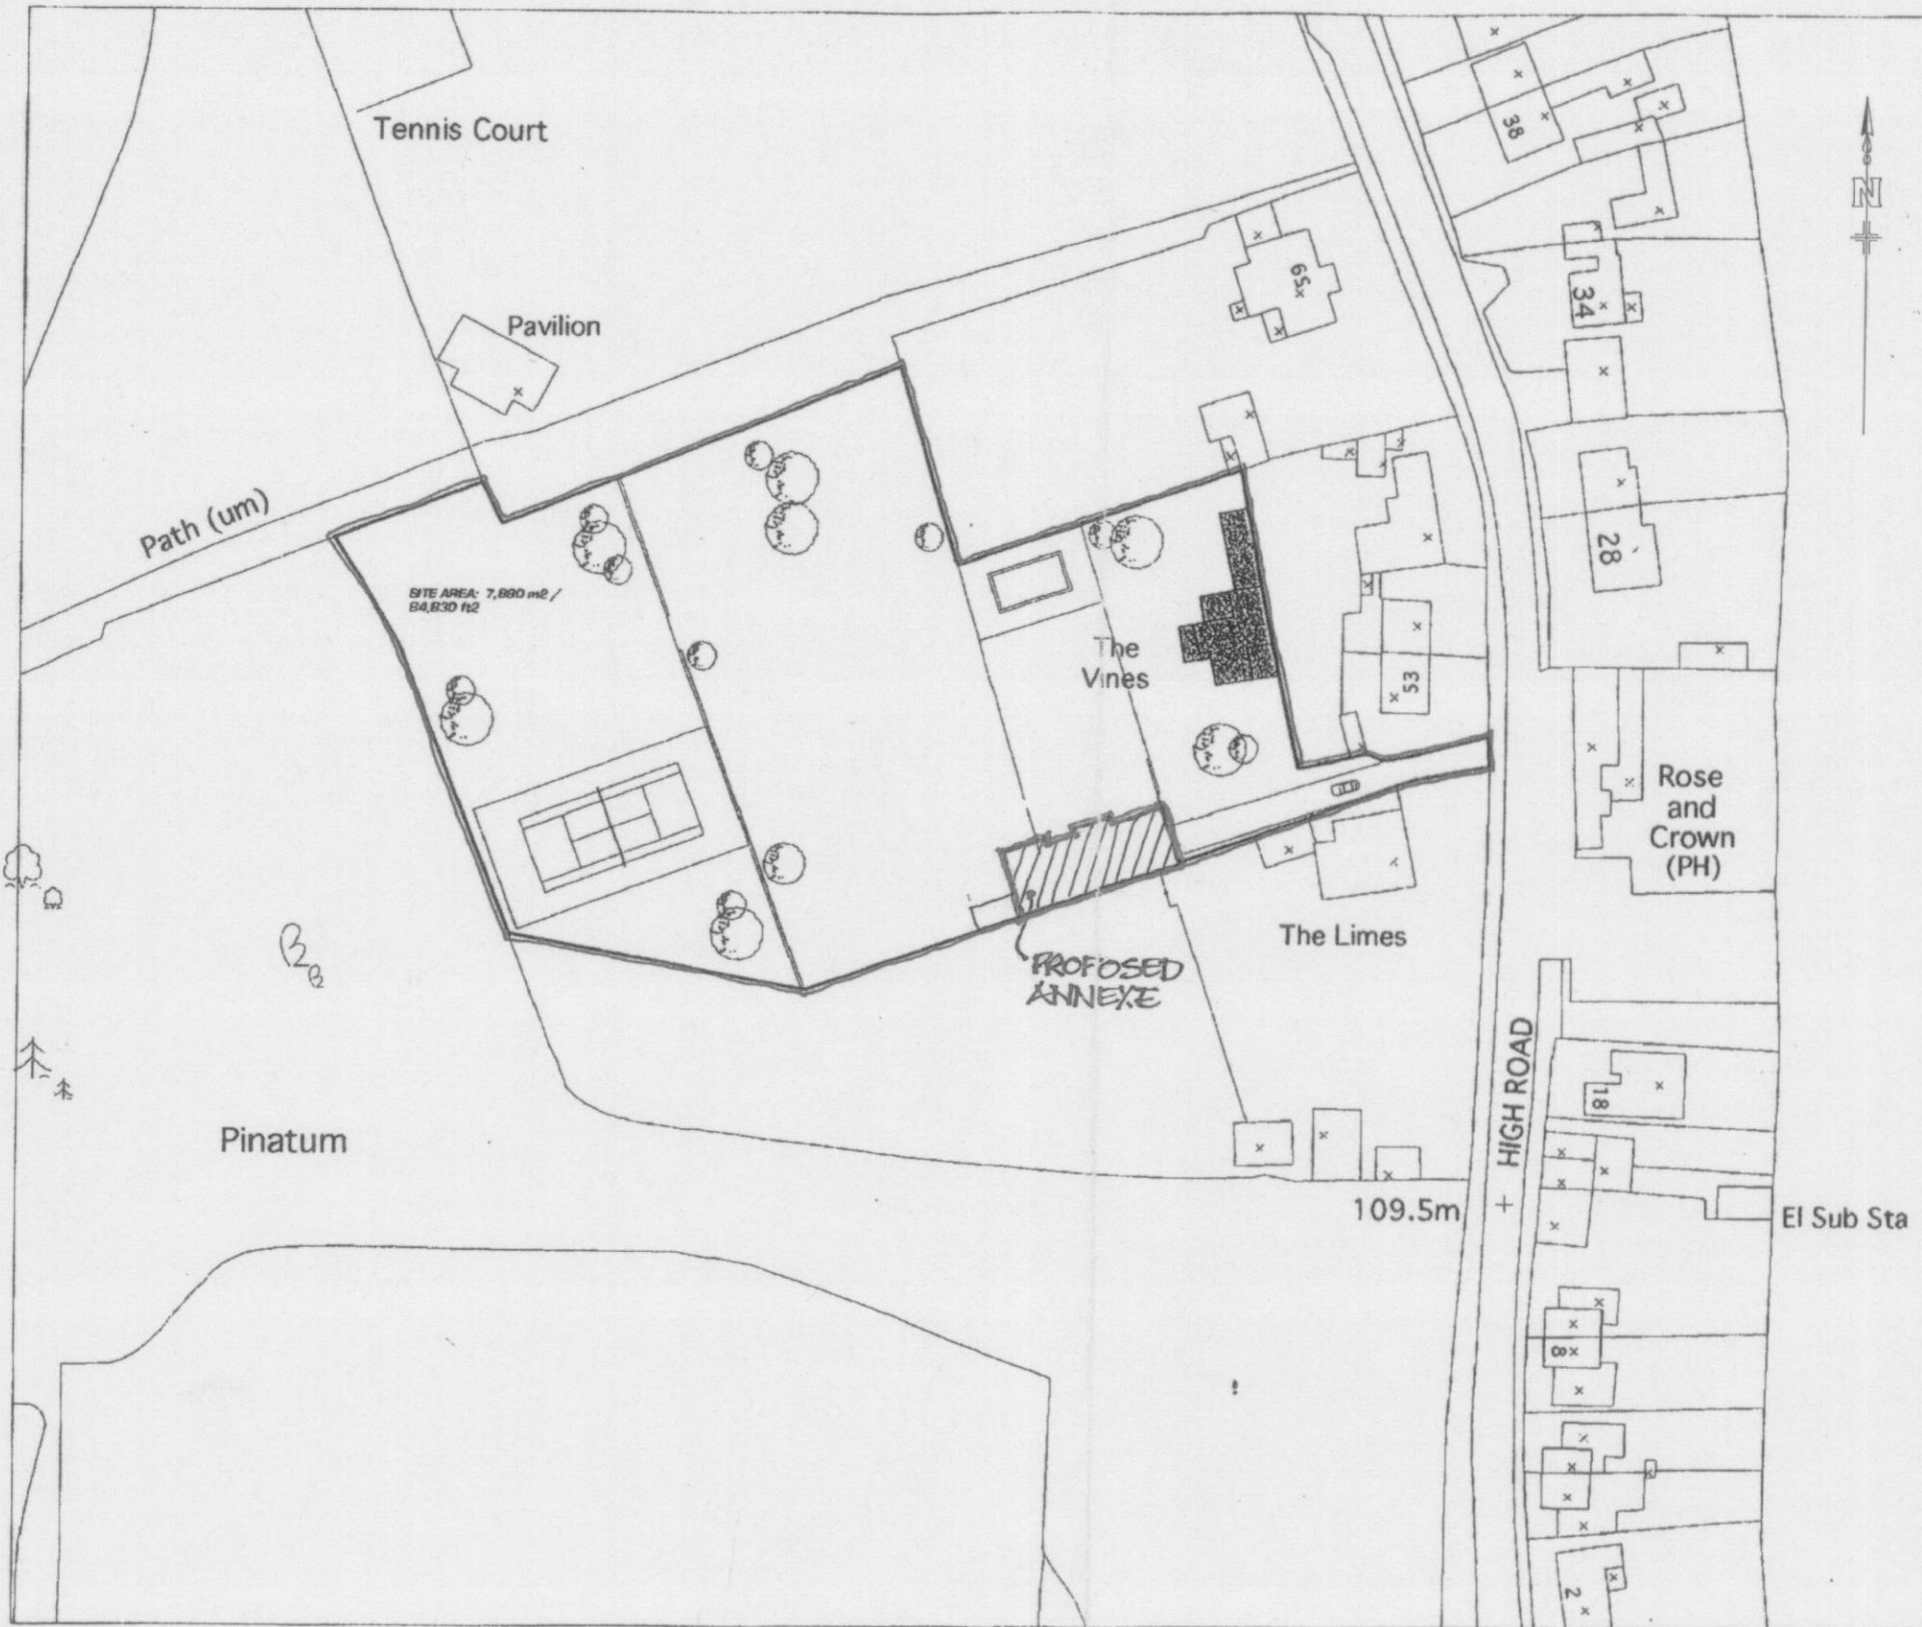 Tennis Court
38
N
65
34
Pavilion
Path (um)
28
SITE AREA: 7,880 m2 /
84,830 ft2
The
Vines
53
Rose
and
Crown
(PH)
The Limes
PROPOSED
ANNEXE
HIGH ROAD
18
Pinatum
109.5m
El Sub Sta
8
2